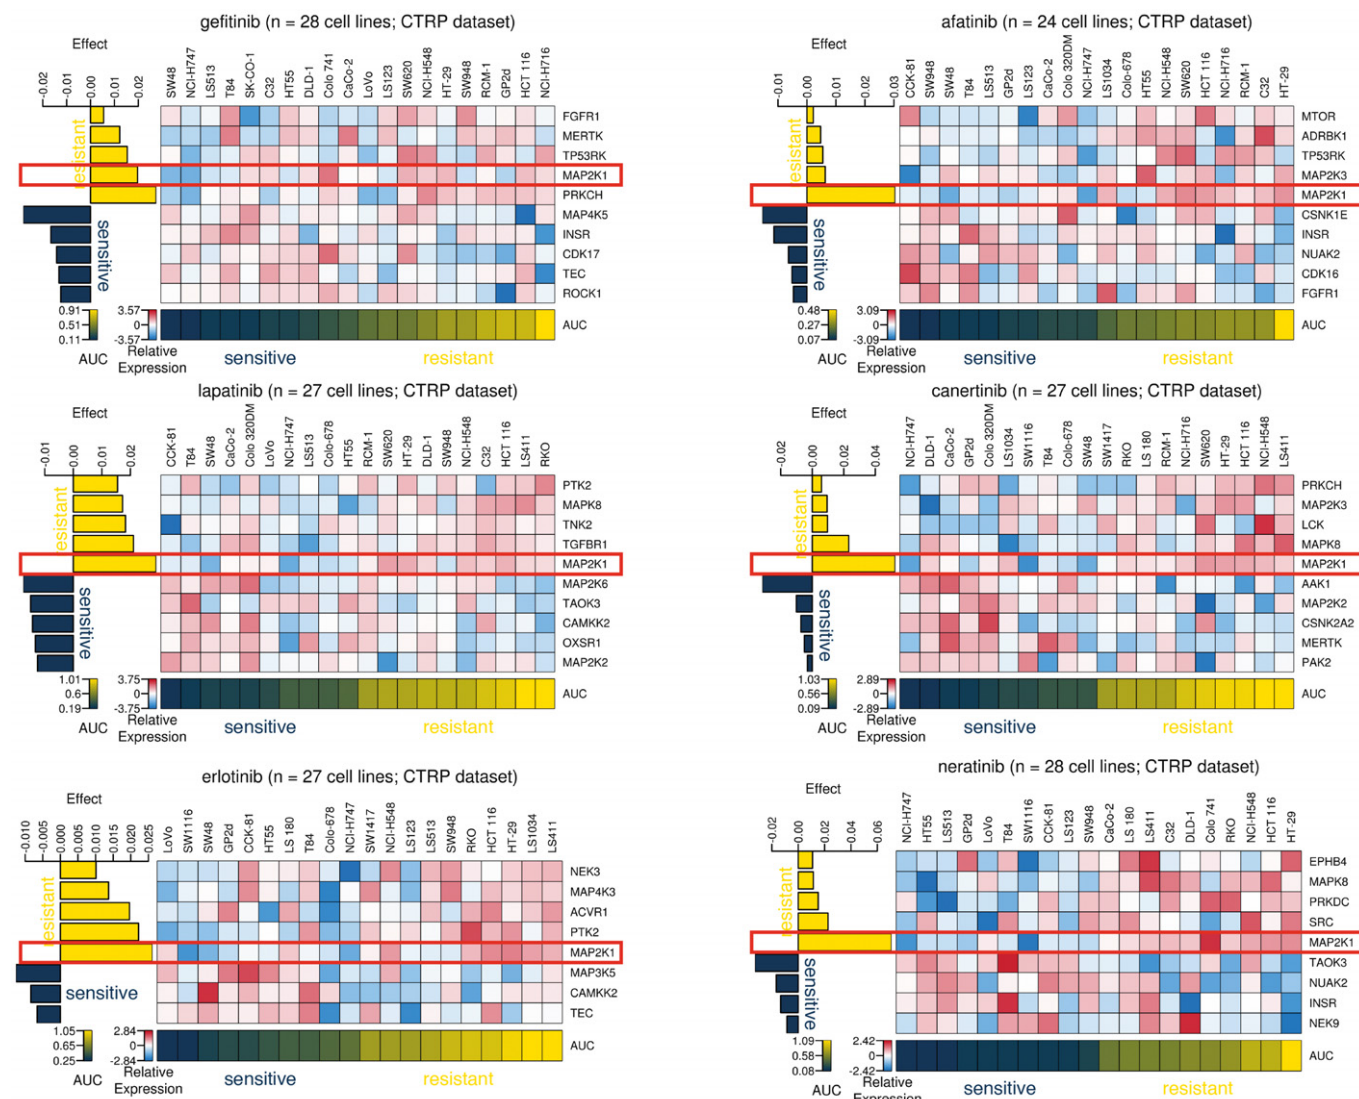 gefitinib (n = 28 cell lines; CTRP dataset)
Effect
-0.02 0.00 0.01 0.02
SW48 NCI-H747 LS513 T84 SK-CO-1 C32 HT55 DLD-1 Colo 741 CaCo-2 LoVo LS123 SW620 NCI-H548 HT-29 SW948 RCM-1 GP2d HCT 116 NCI-H716
resistant
sensitive
FGFR1
MERTK
TP53RK
MAP2K1
PRKCH
MAP4K5
INSR
CDK17
TEC
ROCK1
0.91
0.51
0.11
AUC
3.57
0
-3.57
Relative
Expression
AUC
sensitive resistant
afatinib (n = 24 cell lines; CTRP dataset)
Effect
-0.01 0.00 0.01 0.03
CCK-81 SW948 SW48 T84 LS513 GP2d LS123 CaCo-2 Colo 320DM NCI-H747 LS1034 Colo-678 HT55 NCI-H548 SW620 HCT 116 NCI-H716 RCM-1 C32 HT-29
resistant
sensitive
MTOR
ADRBK1
TP53RK
MAP2K3
MAP2K1
CSNK1E
INSR
NUAK2
CDK16
FGFR1
0.48
0.27
0.07
AUC
3.09
0
-3.09
Relative
Expression
AUC
sensitive resistant
lapatinib (n = 27 cell lines; CTRP dataset)
Effect
-0.01 0.00 0.01 0.02
CCK-81 T84 SW48 CaCo-2 Colo 320DM LoVo NCI-H747 LS513 Colo-678 HT55 RCM-1 SW620 HT-29 DLD-1 SW948 NCI-H548 C32 HCT 116 LS411 RKO
resistant
sensitive
PTK2
MAPK8
TNK2
TGFBR1
MAP2K1
MAP2K6
TAOK3
CAMKK2
OXSR1
MAP2K2
1.01
0.6
0.19
AUC
3.75
0
-3.75
Relative
Expression
AUC
sensitive resistant
canertinib (n = 27 cell lines; CTRP dataset)
Effect
-0.02 0.00 0.02 0.04
NCI-H747 DLD-1 CaCo-2 GP2d Colo 320DM LS1034 SW1116 T84 Colo-678 SW48 SW1417 RKO LS 180 RCM-1 NCI-H716 SW620 HT-29 HCT 116 NCI-H548 LS411
resistant
sensitive
PRKCH
MAP2K3
LCK
MAPK8
MAP2K1
AAK1
MAP2K2
CSNK2A2
MERTK
PAK2
1.03
0.56
0.09
AUC
2.89
0
-2.89
Relative
Expression
AUC
sensitive resistant
erlotinib (n = 27 cell lines; CTRP dataset)
Effect
-0.010 -0.005 0.000 0.005 0.010 0.015 0.020 0.025
LoVo SW1116 SW48 GP2d CCK-81 HT55 LS 180 T84 Colo-678 NCI-H747 SW1417 NCI-H548 LS123 LS513 SW948 RKO HCT 116 HT-29 LS1034 LS411
resistant
sensitive
NEK3
MAP4K3
ACVR1
PTK2
MAP2K1
MAP3K5
CAMKK2
TEC
1.05
0.65
0.25
AUC
2.84
0
-2.84
Relative
Expression
AUC
sensitive resistant
neratinib (n = 28 cell lines; CTRP dataset)
Effect
-0.02 0.00 0.02 0.04 0.06
NCI-H747 HT55 LS513 GP2d LoVo T84 SW1116 CCK-81 LS123 SW948 CaCo-2 LS 180 LS411 C32 DLD-1 Colo 741 RKO NCI-H548 HCT 116 HT-29
resistant
sensitive
EPHB4
MAPK8
PRKDC
SRC
MAP2K1
TAOK3
NUAK2
INSR
NEK9
1.09
0.58
0.08
AUC
2.42
0
-2.42
Relative
Expression
AUC
sensitive resistant